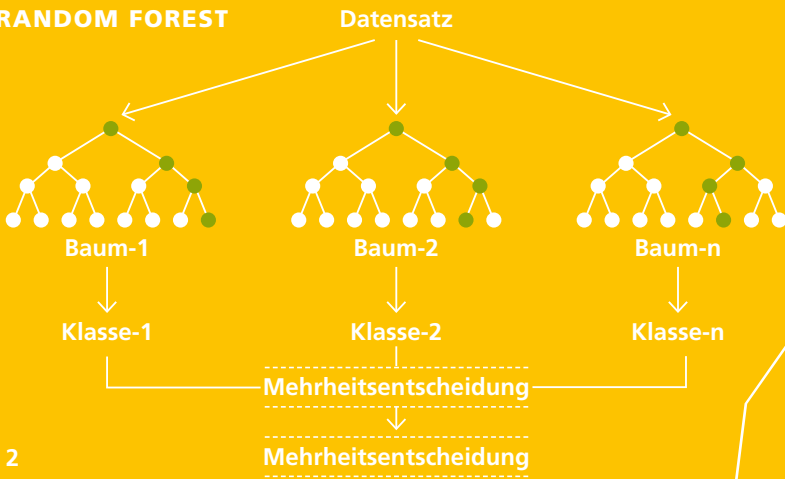 RANDOM FOREST
Datensatz
Baum-1
Baum-2
Baum-n
Klasse-1
Klasse-2
Klasse-n
Mehrheitsentscheidung
Mehrheitsentscheidung
2